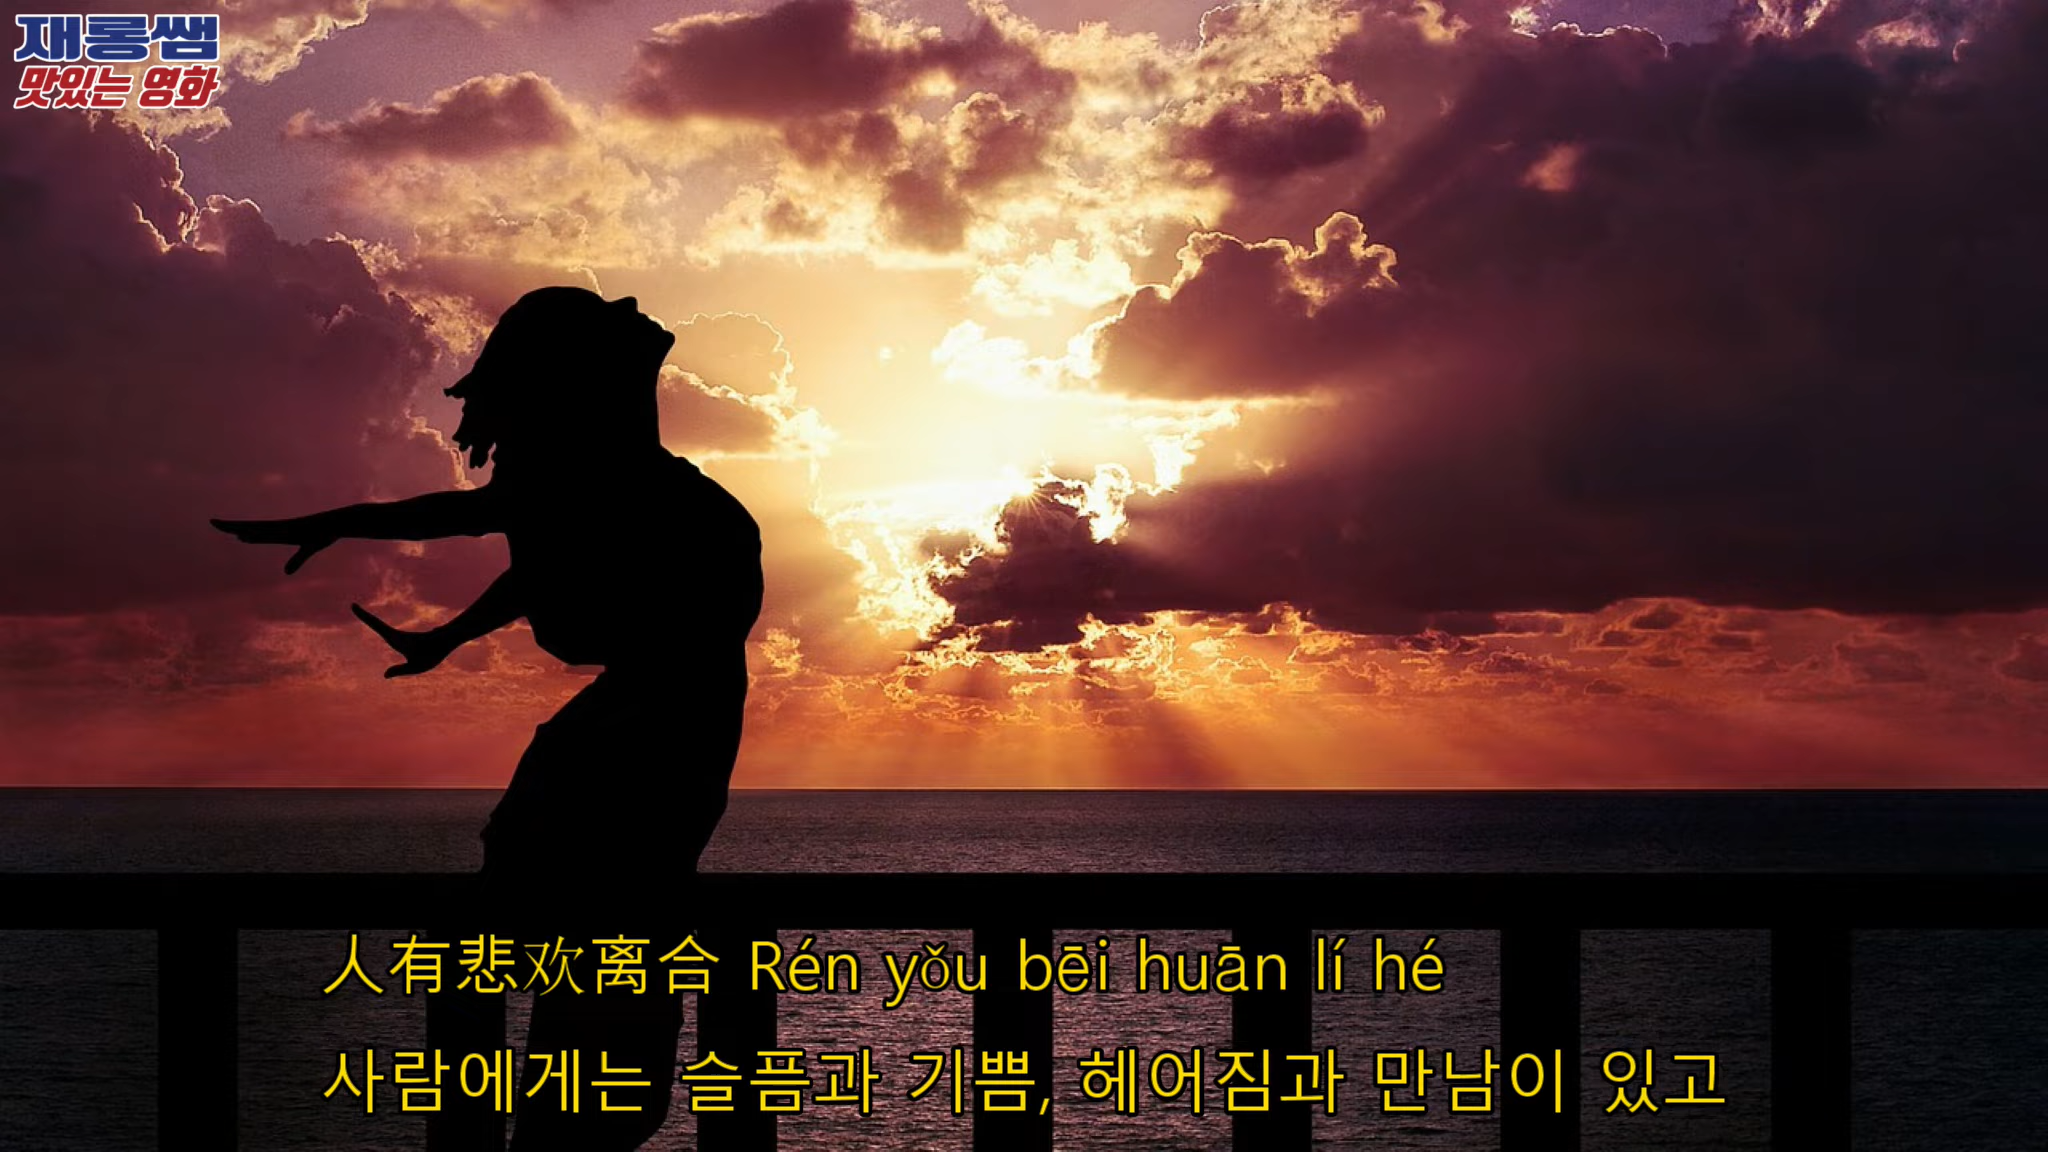 재롱쌤
맛있는 영화
人有悲欢离合 Rén yǒu bēi huān lí hé
사람에게는 슬픔과 기쁨, 헤어짐과 만남이 있고